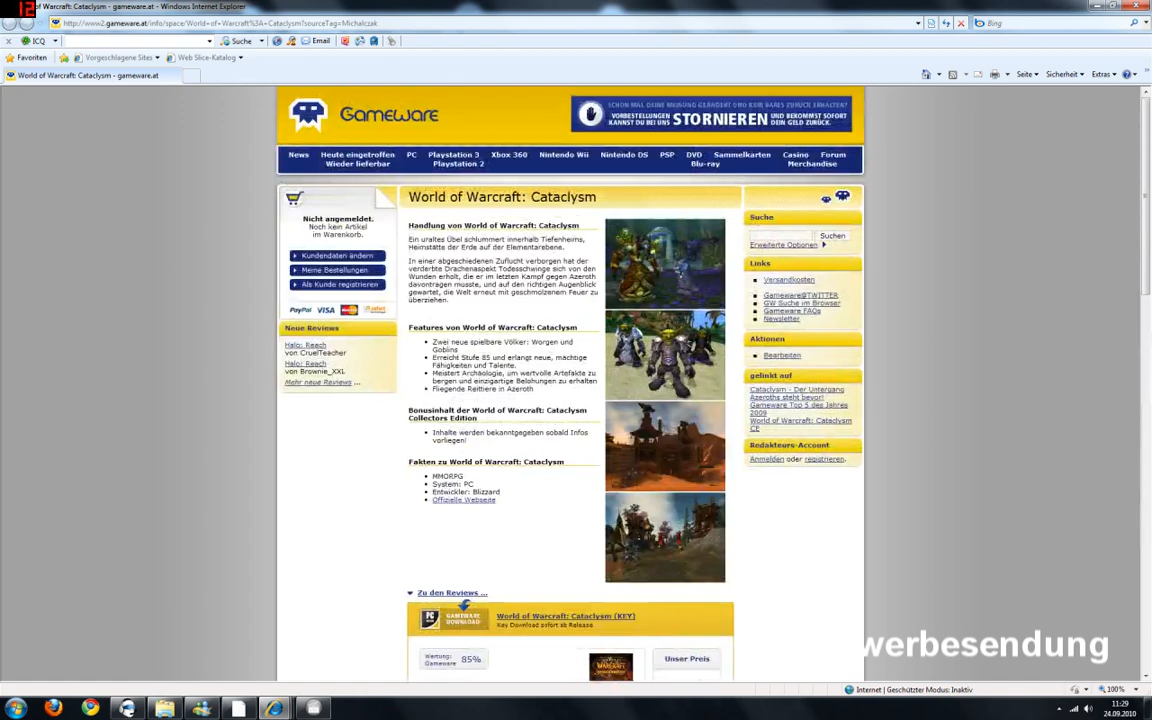 12
of Warcraft: Cataclysm - gameware.at - Windows Internet Explorer
http://www2.gameware.at/info/space/World+of+Warcraft%3A+Cataclysm?sourceTag=Michalczak
Bing
ICQ
Suche
Email
Favoriten
Vorgeschlagene Sites
Web Slice-Katalog
World of Warcraft: Cataclysm - gameware.at
Seite
Sicherheit
Extras
Gameware
SCHON MAL DEINE MEINUNG GEÄNDERT UND KEIN BARES ZURÜCK ERHALTEN?
VORBESTELLUNGEN KANNST DU BEI UNS STORNIEREN UND BEKOMMST SOFORT DEIN GELD ZURÜCK.
News Heute eingetroffen PC Playstation 3 Xbox 360 Nintendo Wii Nintendo DS PSP DVD Sammelkarten Casino Forum
Wieder lieferbar Playstation 2 Blu-ray Merchandise
Nicht angemeldet.
Noch kein Artikel
im Warenkorb.
Kundendaten ändern
Meine Bestellungen
Als Kunde registrieren
PayPal VISA
Neue Reviews
Halo: Reach
von CruelTeacher
Halo: Reach
von Brownie_XXL
Mehr neue Reviews ...
World of Warcraft: Cataclysm
Handlung von World of Warcraft: Cataclysm
Ein uraltes Übel schlummert innerhalb Tiefenheims,
Heimstätte der Erde auf der Elementarebene.
In einer abgeschiedenen Zuflucht verborgen hat der
verderbte Drachenaspekt Todesschwinge sich von den
Wunden erholt, die er im letzten Kampf gegen Azeroth
davontragen musste, und auf den richtigen Augenblick
gewartet, die Welt erneut mit geschmolzenem Feuer zu
überziehen.
Features von World of Warcraft: Cataclysm
Zwei neue spielbare Völker: Worgen und
Goblins
Erreicht Stufe 85 und erlangt neue, mächtige
Fähigkeiten und Talente.
Meistert Archäologie, um wertvolle Artefakte zu
bergen und einzigartige Belohungen zu erhalten
Fliegende Reittiere in Azeroth
Bonusinhalt der World of Warcraft: Cataclysm
Collectors Edition
Inhalte werden bekanntgegeben sobald Infos
vorliegen!
Fakten zu World of Warcraft: Cataclysm
MMORPG
System: PC
Entwickler: Blizzard
Offizielle Webseite
Zu den Reviews ...
PC
GAMEWARE
DOWNLOAD
World of Warcraft: Cataclysm (KEY)
Key Download sofort ab Release
Wertung:
Gameware
85%
Unser Preis
Suche
Suchen
Erweiterte Optionen
Links
Versandkosten
Gameware@TWITTER
GW Suche im Browser
Gameware FAQs
Newsletter
Aktionen
Bearbeiten
gelinkt auf
Cataclysm - Der Untergang
Azeroths steht bevor!
Gameware Top 5 des Jahres
2009
World of Warcraft: Cataclysm
CE
Redakteurs-Account
Anmelden oder registrieren.
werbesendung
Internet | Geschützter Modus: Inaktiv
100%
11:29
24.09.2010